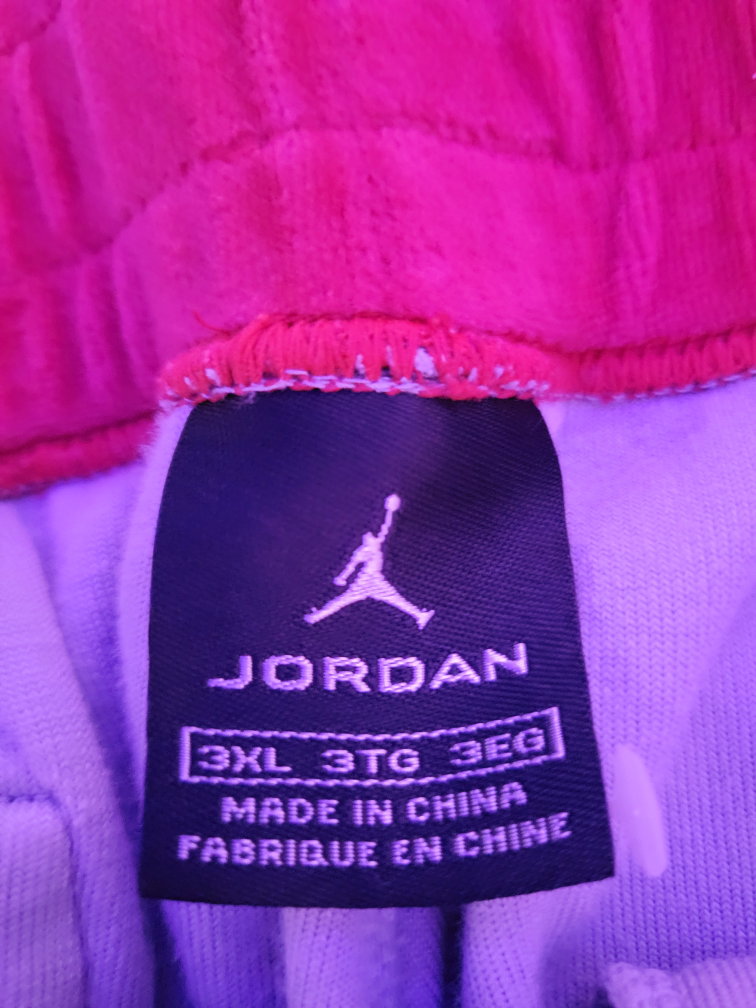 JORDAN
3XL 3TG 3EG
MADE IN CHINA
FABRIQUE EN CHINE